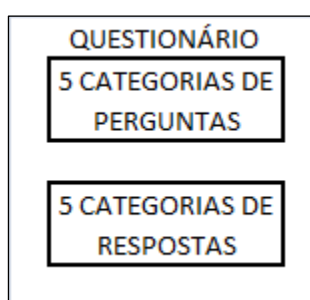 QUESTIONÁRIO
5 CATEGORIAS DE
PERGUNTAS
5 CATEGORIAS DE
RESPOSTAS